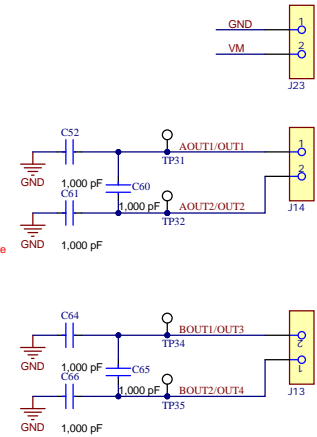 GND
1
VM
2
J23
C52
AOUT1/OUT1
1
TP31
GND
1,000 pF
C60
2
C61
1,000 pF
AOUT2/OUT2
TP32
J14
GND
1,000 pF
e
C64
BOUT1/OUT3
2
TP34
GND
1,000 pF
C65
C66
1,000 pF
BOUT2/OUT4
1
TP35
J13
GND
1,000 pF